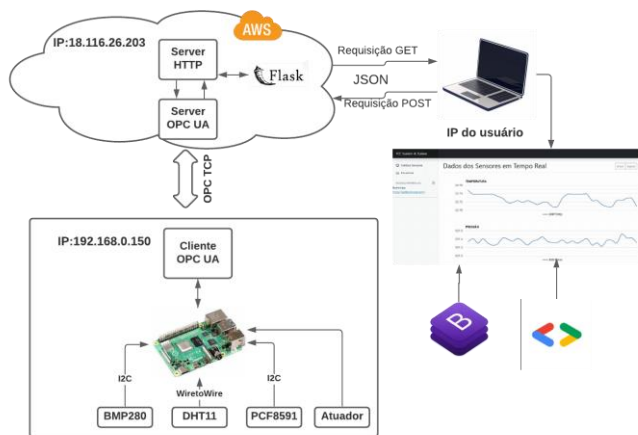 AWS
IP:18.116.26.203
Server
HTTP
Flask
Server
OPC UA
Requisição GET
JSON
Requisição POST
IP do usuário
OPC TCP
Dados dos Sensores em Tempo Real
TEMPERATURA
PRESSÃO
IP:192.168.0.150
Cliente
OPC UA
I2C
WiretoWire
I2C
BMP280
DHT11
PCF8591
Atuador
B